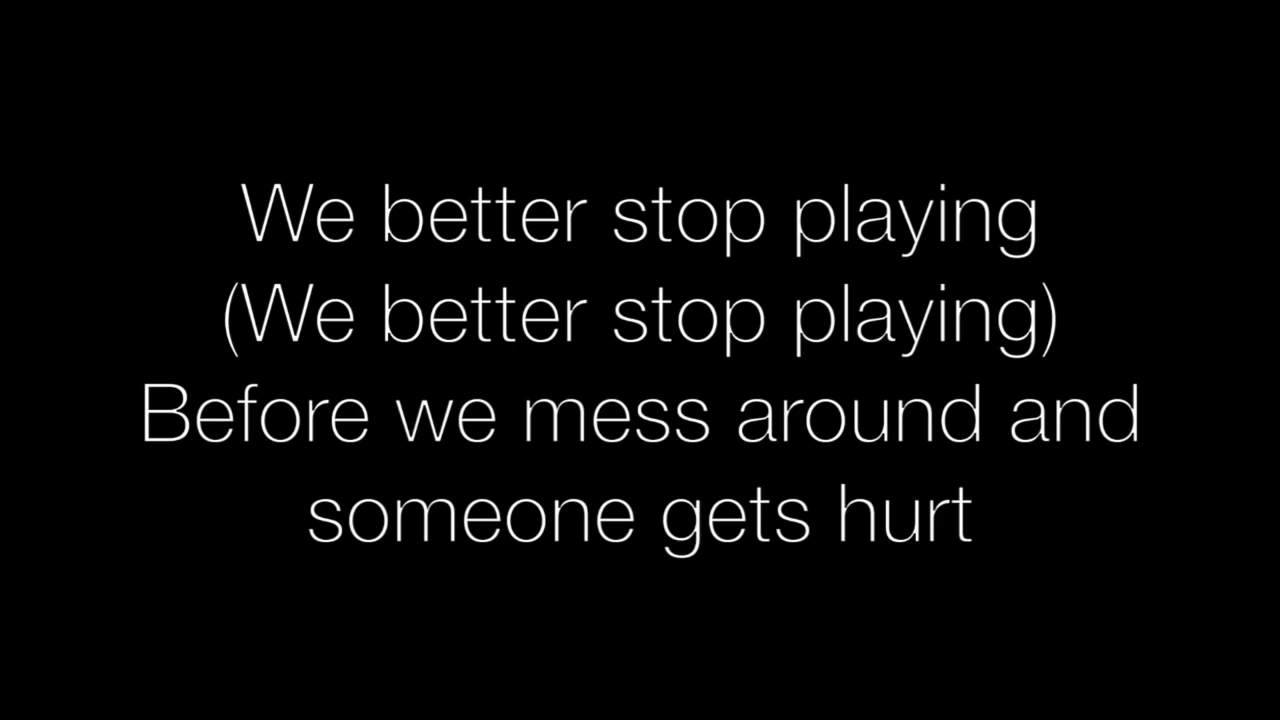 We better stop playing
(We better stop playing)
Before we mess around and
someone gets hurt